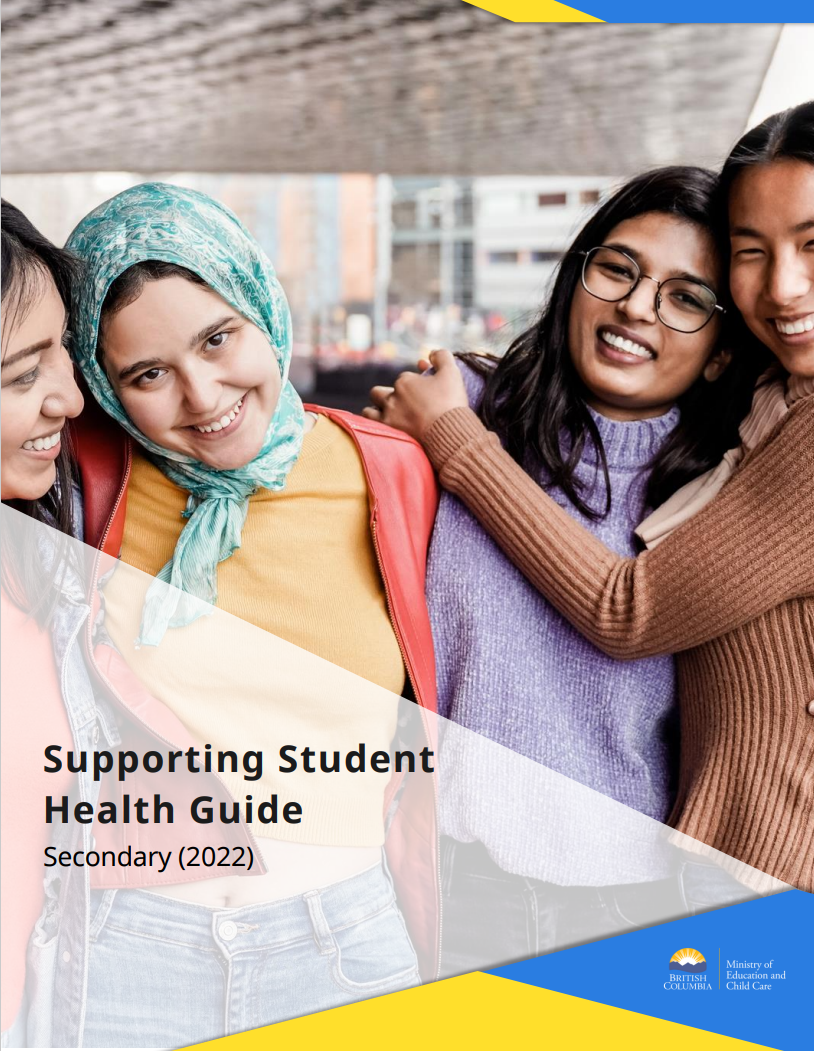 Supporting Student
Health Guide
Secondary (2022)
BRITISH
COLUMBIA
Ministry of
Education and
Child Care